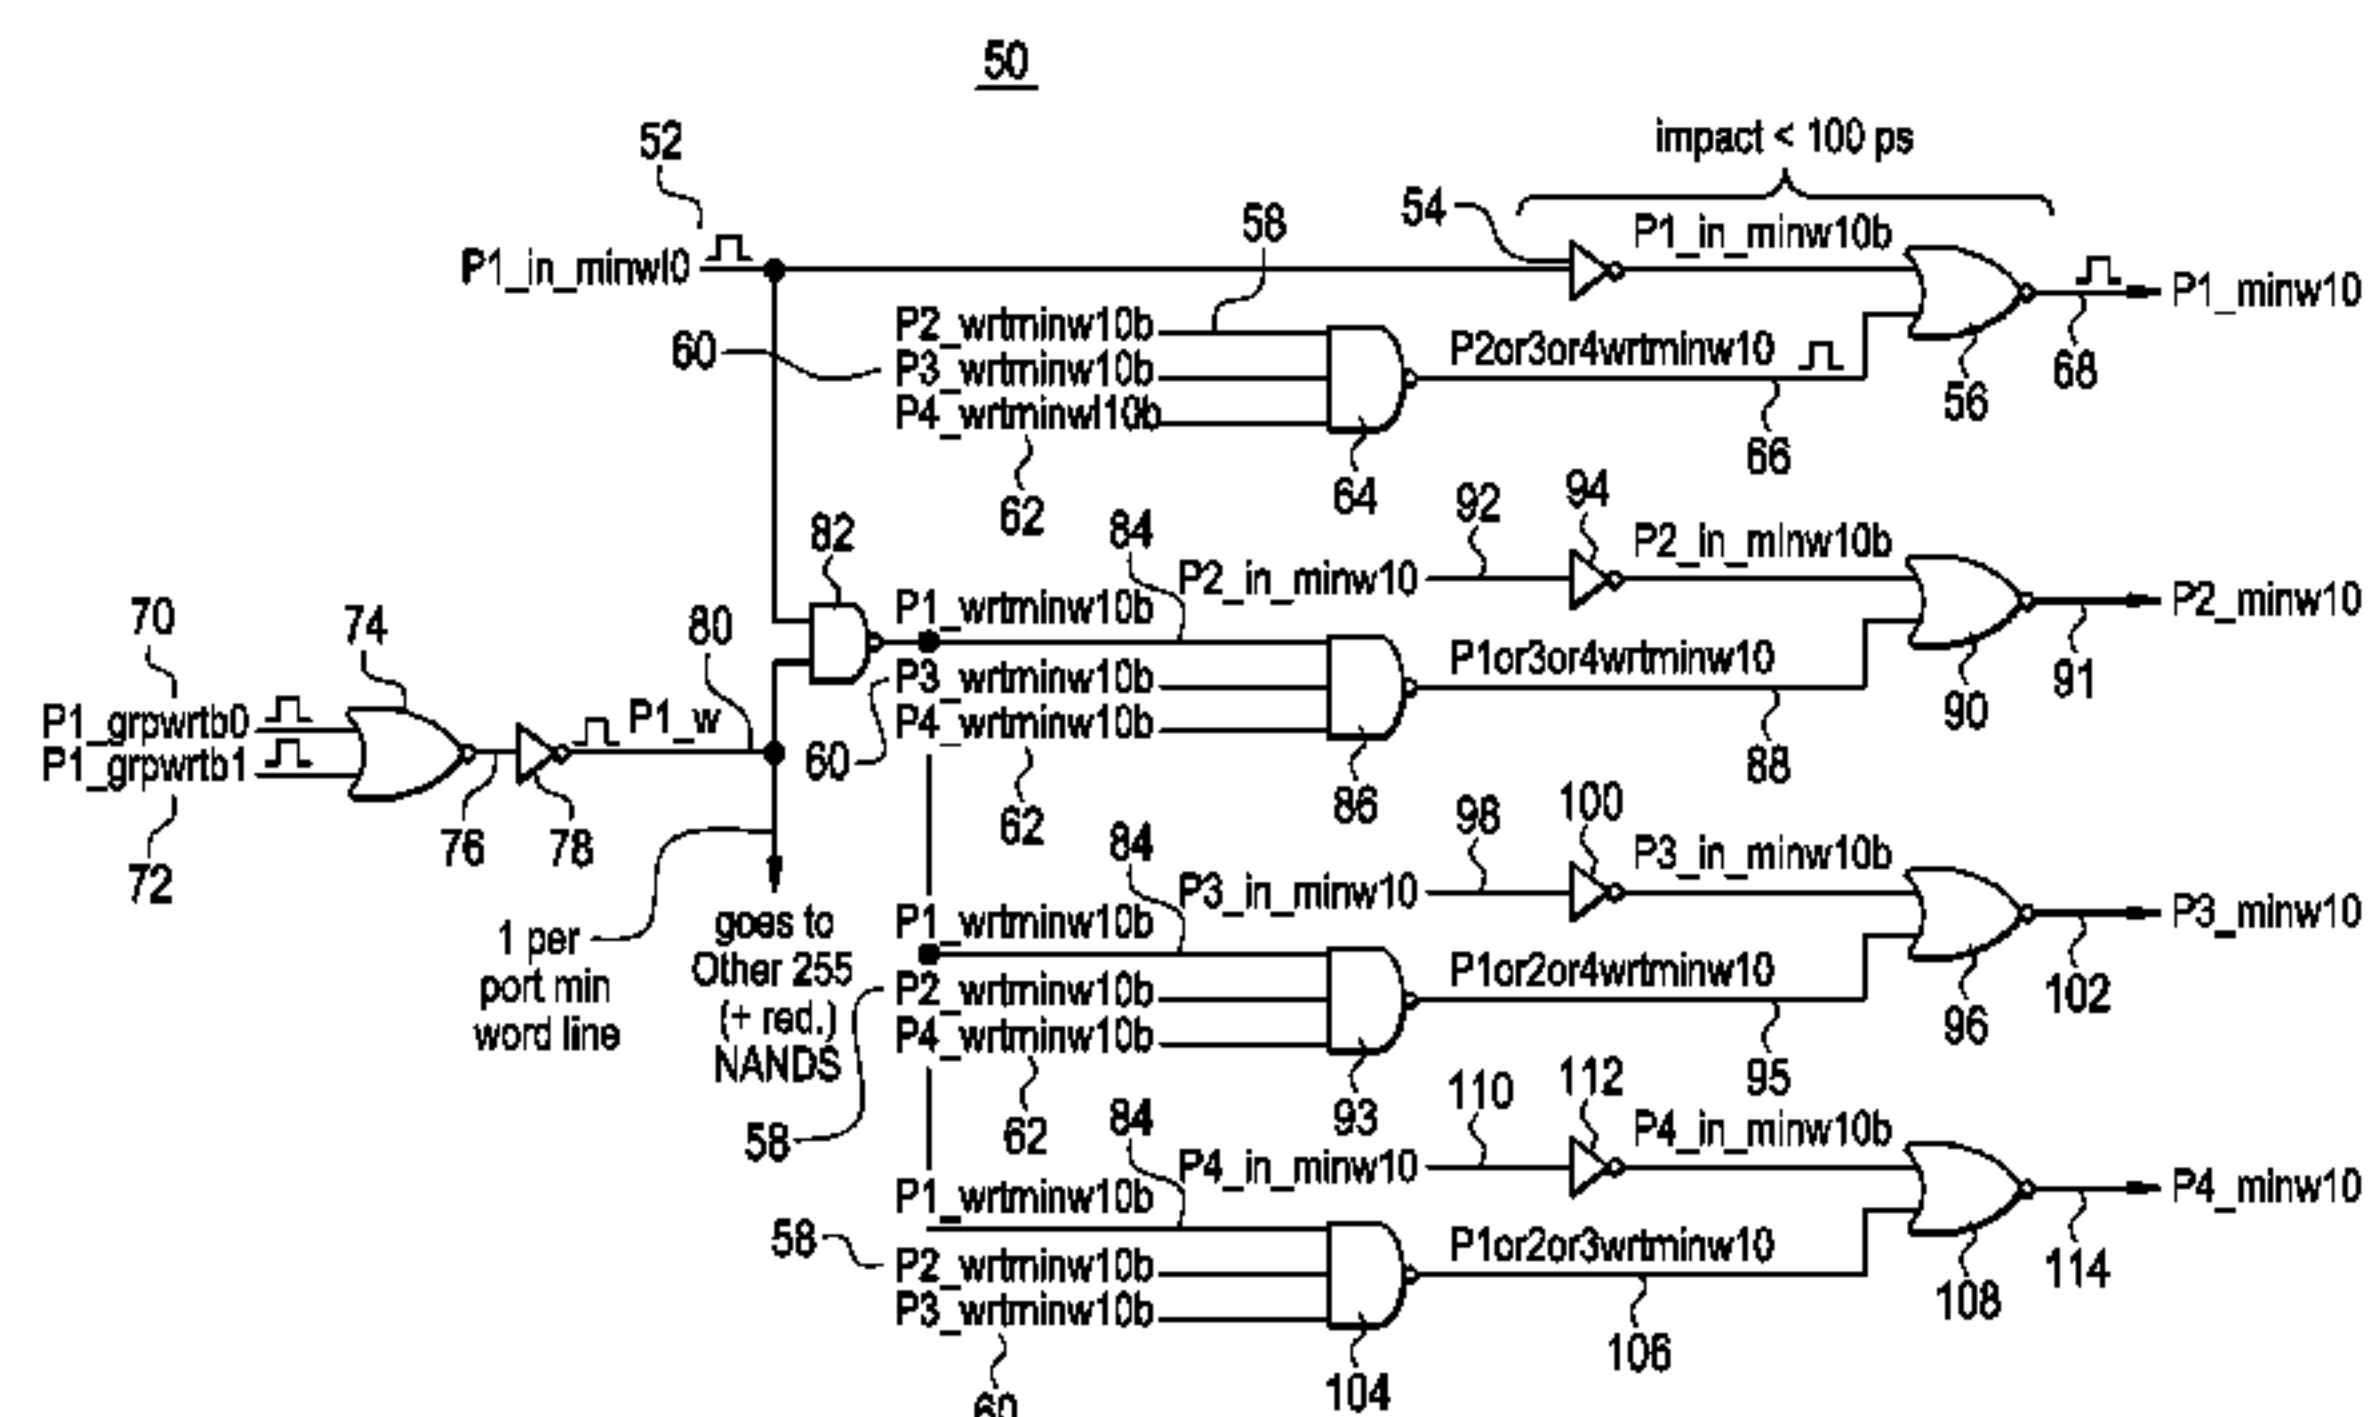 50
52
impact < 100 ps
54
P1_in_minw10b
58
P1_in_minwl0
P1_minw10
P2_wrtminw10b
60
P3_wrtminw10b
P2or3or4wrtminw10
68
P4_wrtminwl10b
56
66
62
64
92
94
82
84
P2_in_minw10b
P2_in_minw10
70
74
80
P1_wrtminw10b
P2_minw10
P3_wrtminw10b
P1or3or4wrtminw10
91
P1_grpwrtb0
P1_w
P4_wrtminw10b
90
P1_grpwrtb1
60
88
76
78
62
86
72
98
100
84
P3_in_minw10b
P3_in_minw10
1 per
port min
word line
goes to
Other 255
(+ red.)
NANDS
P1_wrtminw10b
P3_minw10
P2_wrtminw10b
P1or2or4wrtminw10
102
P4_wrtminw10b
96
95
58
62
93
110
112
84
P4_in_minw10b
P4_in_minw10
P1_wrtminw10b
P4_minw10
58
P2_wrtminw10b
P1or2or3wrtminw10
114
P3_wrtminw10b
108
106
60
104